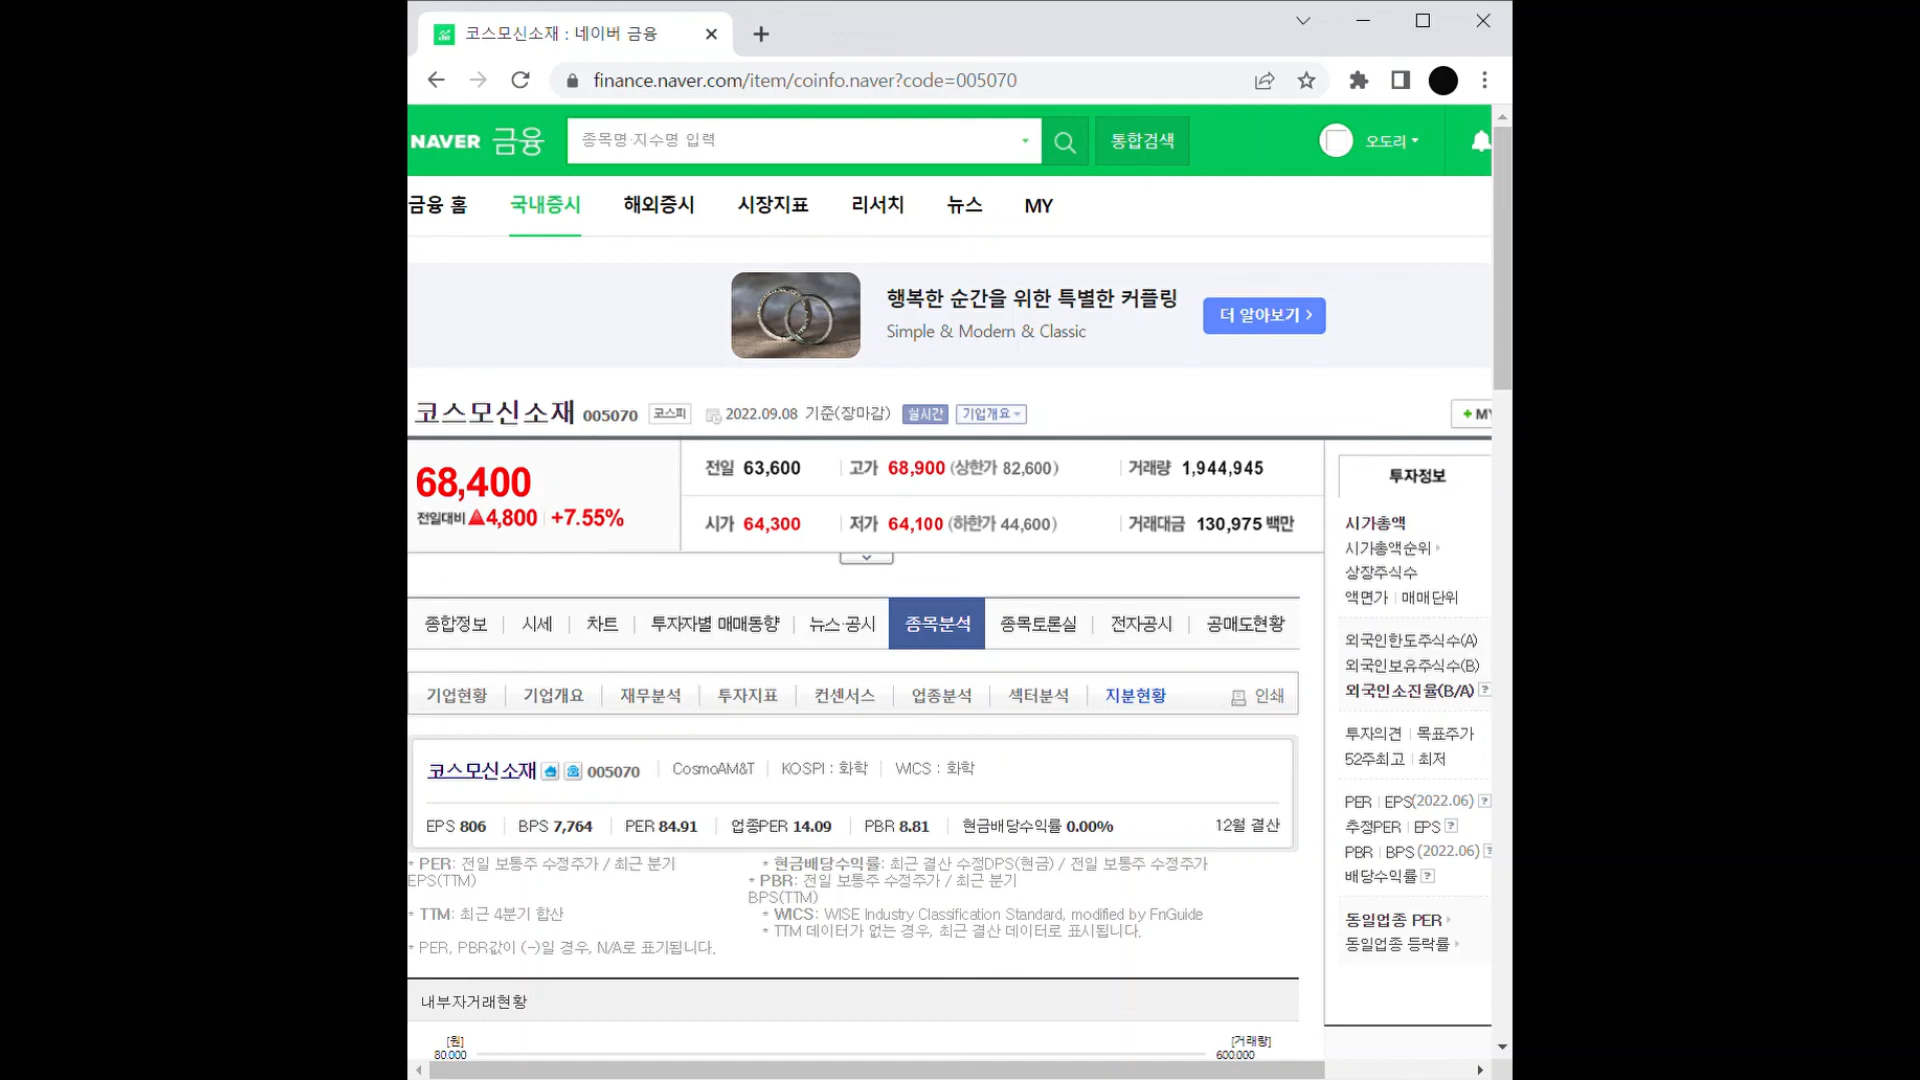 코스모신소재 : 네이버 금융
finance.naver.com/item/coinfo.naver?code=005070
NAVER 금융
종목명·지수명 입력
통합검색
오도리
금융 홈 국내증시 해외증시 시장지표 리서치 뉴스 MY
행복한 순간을 위한 특별한 커플링
Simple & Modern & Classic
더 알아보기 >
코스모신소재 005070 코스피 2022.09.08 기준(장마감) 실시간 기업개요
+ MY
68,400
전일대비 ▲4,800 +7.55%
전일 63,600 고가 68,900 (상한가 82,600) 거래량 1,944,945
시가 64,300 저가 64,100 (하한가 44,600) 거래대금 130,975 백만
종합정보 시세 차트 투자자별 매매동향 뉴스·공시 종목분석 종목토론실 전자공시 공매도현황
기업현황 기업개요 재무분석 투자지표 컨센서스 업종분석 섹터분석 지분현황 인쇄
코스모신소재 005070 CosmoAM&T KOSPI : 화학 WICS : 화학
EPS 806 BPS 7,764 PER 84.91 업종PER 14.09 PBR 8.81 현금배당수익률 0.00% 12월 결산
* PER: 전일 보통주 수정주가 / 최근 분기
EPS(TTM)
* TTM: 최근 4분기 합산
* PER, PBR값이 (-)일 경우, N/A로 표기됩니다.
* 현금배당수익률: 최근 결산 수정DPS(현금) / 전일 보통주 수정주가
* PBR: 전일 보통주 수정주가 / 최근 분기
BPS(TTM)
* WICS: WISE Industry Classification Standard, modified by FnGuide
* TTM 데이터가 없는 경우, 최근 결산 데이터로 표시됩니다.
내부자거래현황
[원] [거래량]
80,000 600,000
투자정보
시가총액
시가총액순위
상장주식수
액면가 | 매매단위
외국인한도주식수(A)
외국인보유주식수(B)
외국인소진율(B/A) ?
투자의견 | 목표주가
52주최고 | 최저
PER | EPS(2022.06) ?
추정PER | EPS ?
PBR | BPS(2022.06) ?
배당수익률 ?
동일업종 PER
동일업종 등락률